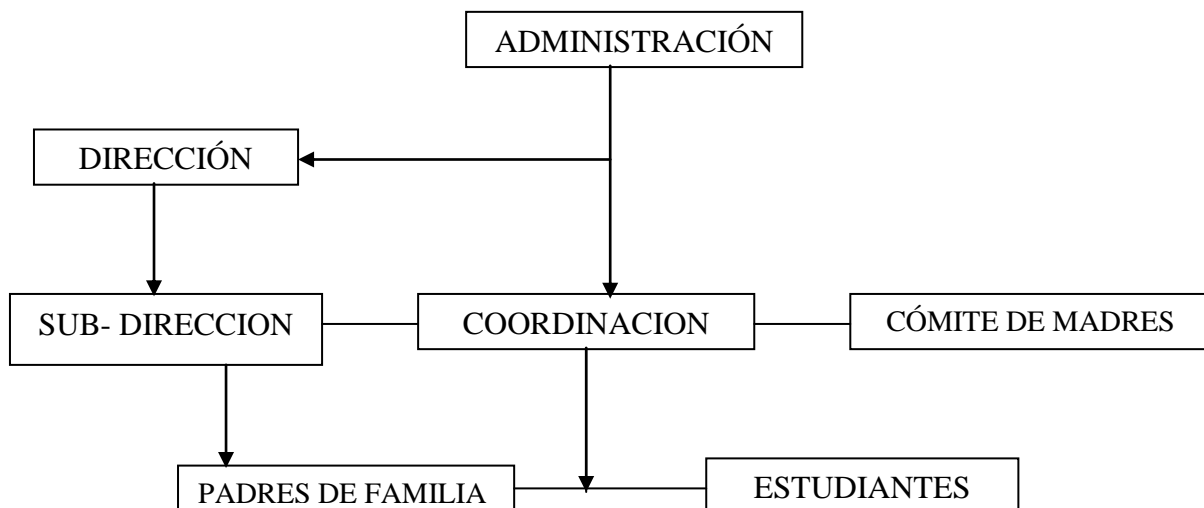 ADMINISTRACIÓN
DIRECCIÓN
SUB- DIRECCION
COORDINACION
CÓMITE DE MADRES
PADRES DE FAMILIA
ESTUDIANTES